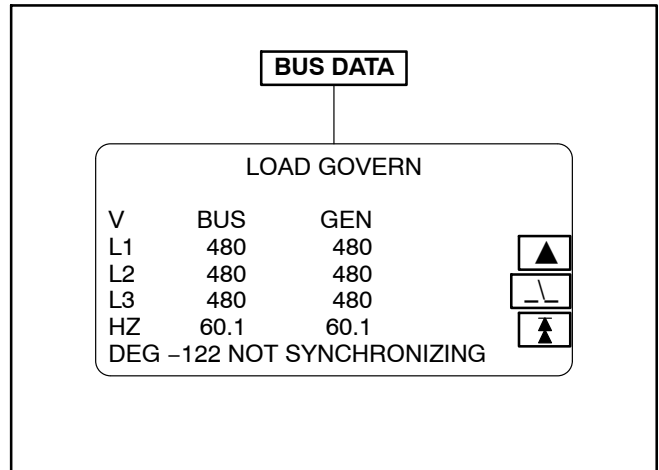 BUS DATA
LOAD GOVERN
V BUS GEN
L1 480 480
L2 480 480
L3 480 480
HZ 60.1 60.1
DEG –122 NOT SYNCHRONIZING